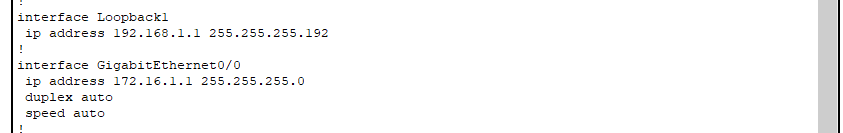 !
interface Loopback1
 ip address 192.168.1.1 255.255.255.192
!
interface GigabitEthernet0/0
 ip address 172.16.1.1 255.255.255.0
 duplex auto
 speed auto
!